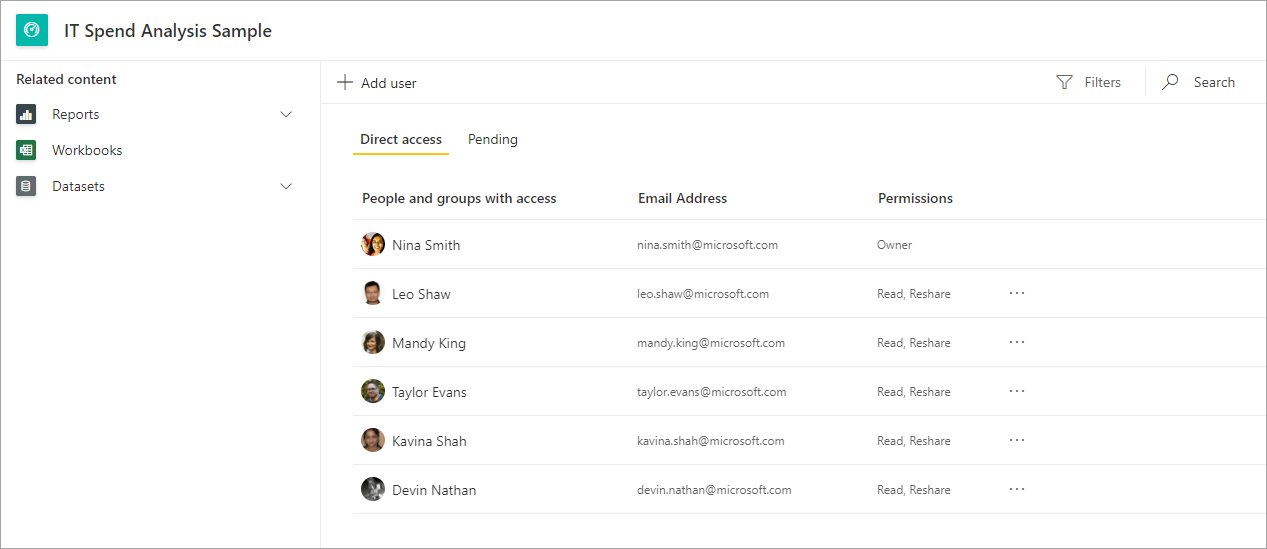 IT Spend Analysis Sample
Related content
Reports
Workbooks
Datasets
Add user
Filters
Search
Direct access Pending
People and groups with access Email Address Permissions
Nina Smith nina.smith@microsoft.com Owner
Leo Shaw leo.shaw@microsoft.com Read, Reshare ...
Mandy King mandy.king@microsoft.com Read, Reshare ...
Taylor Evans taylor.evans@microsoft.com Read, Reshare ...
Kavina Shah kavina.shah@microsoft.com Read, Reshare ...
Devin Nathan devin.nathan@microsoft.com Read, Reshare ...